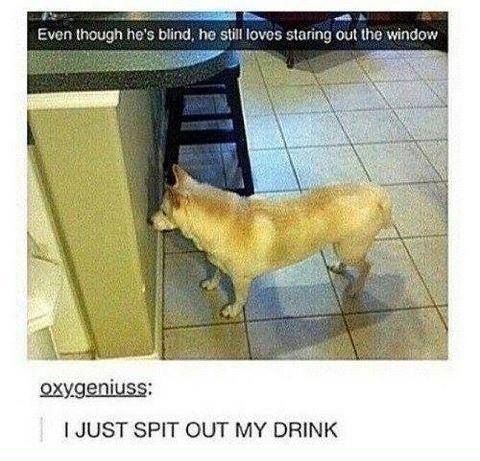 Even though he's blind, he still loves staring out the window
oxygeniuss:
I JUST SPIT OUT MY DRINK